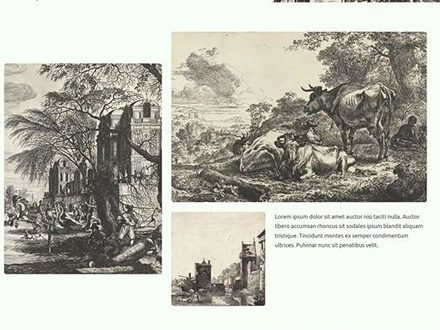 Lorem ipsum dolor sit amet auctor nisi taciti nulla. Auctor
libero accumsan rhoncus sit sodales ipsum blandit aliquam
tristique. Tincidunt montes ex semper condimentum
ultrices. Pulvinar nunc sit penatibus velit.